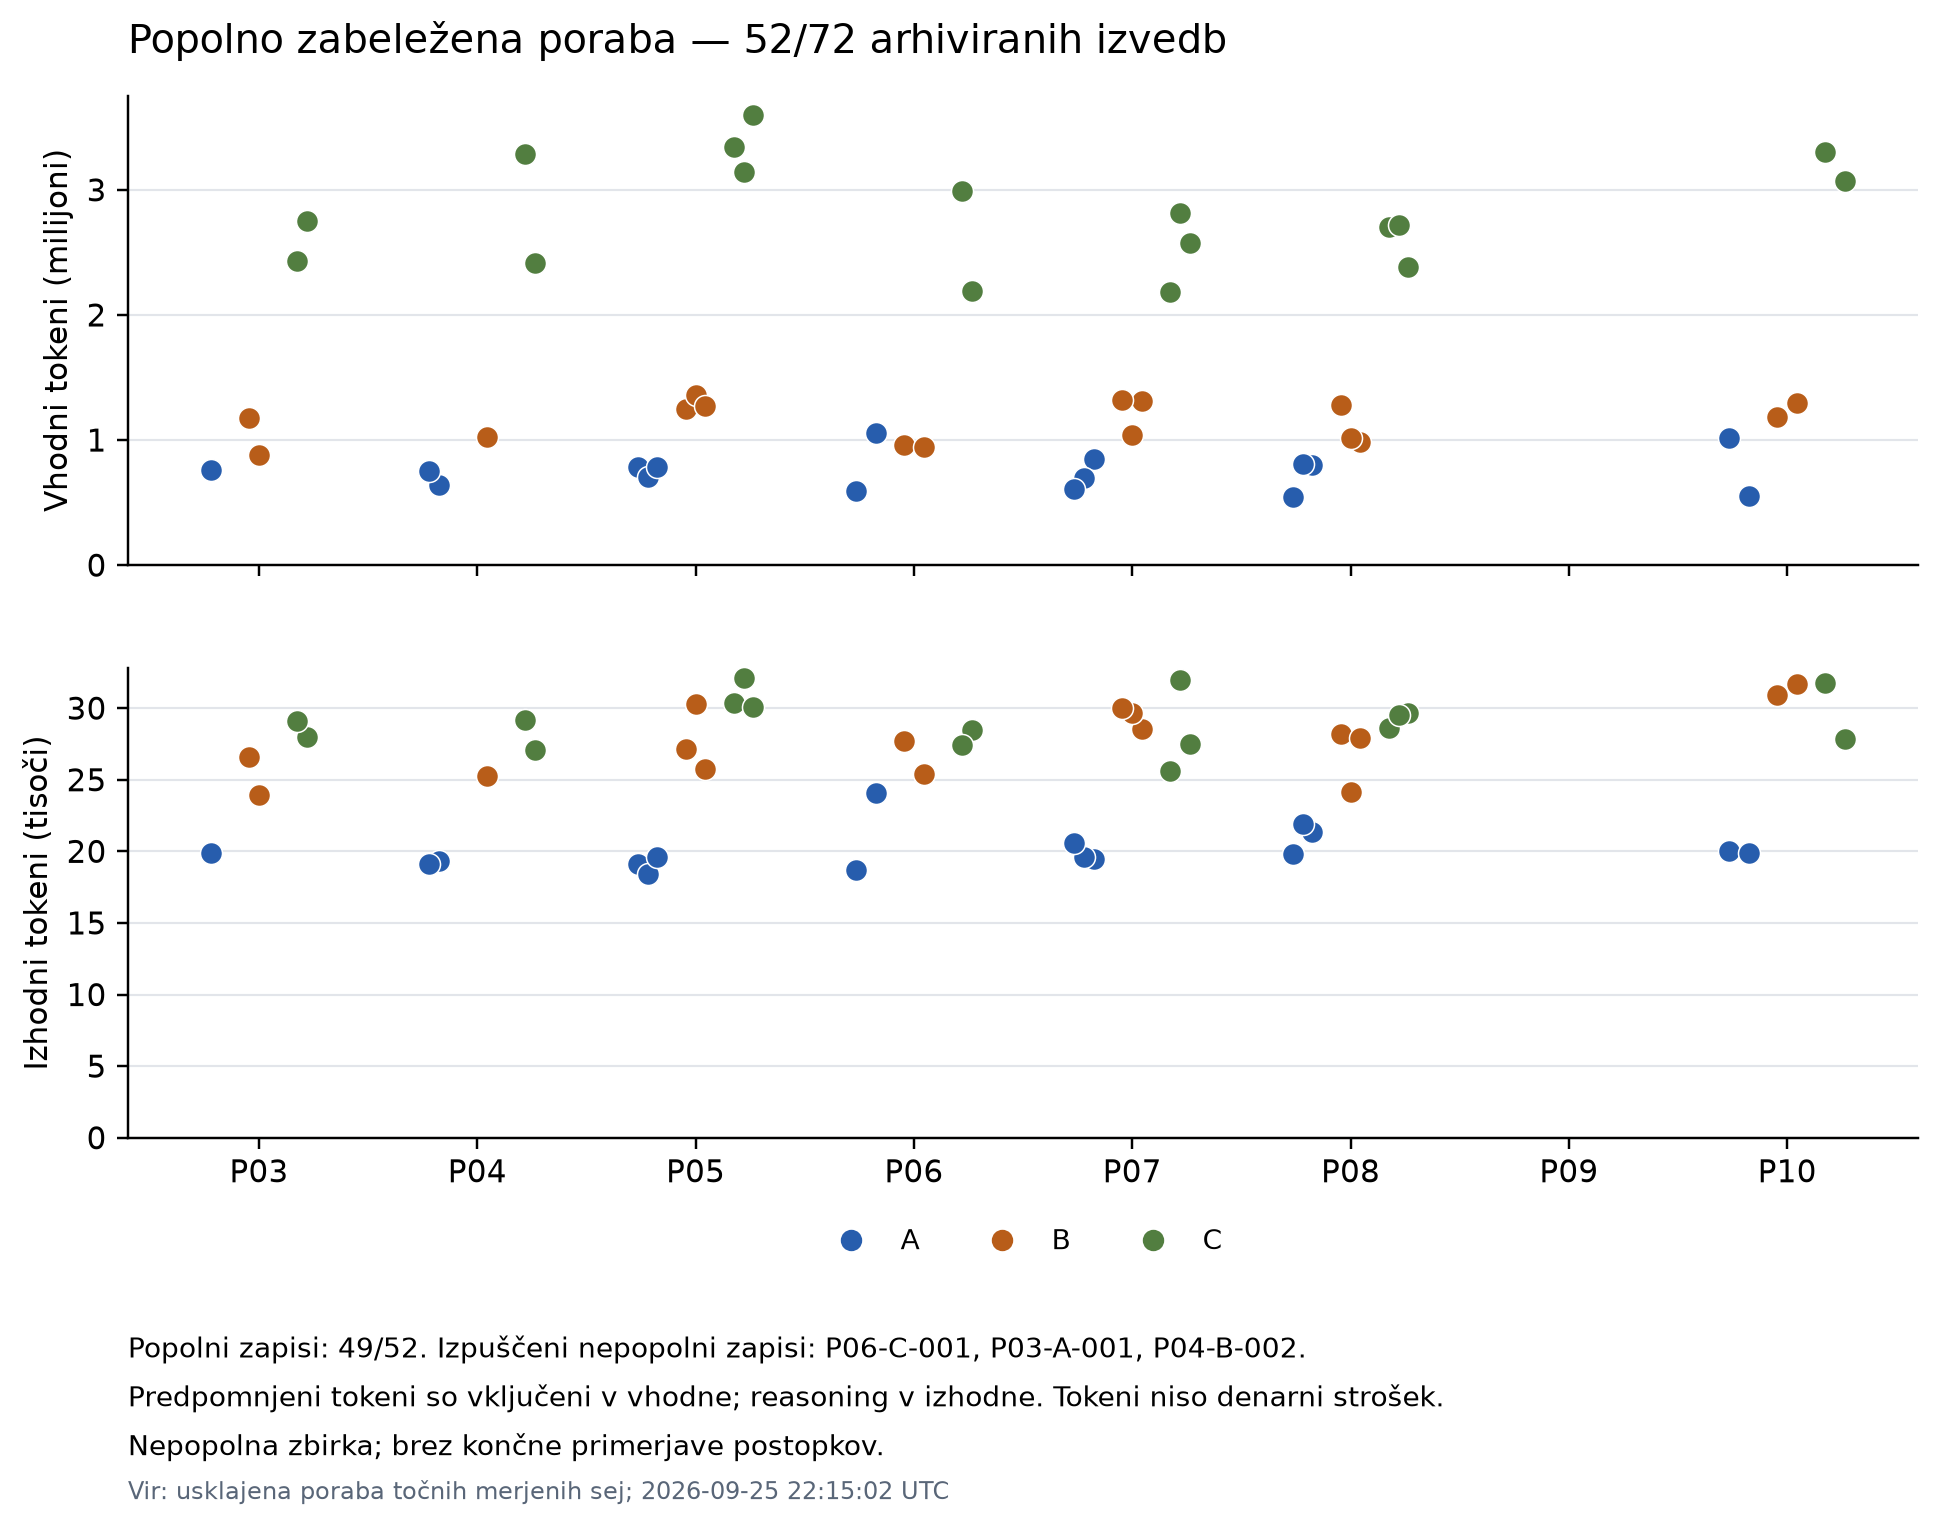 Popolno zabeležena poraba — 52/72 arhiviranih izvedb
Vhodni tokeni (milijoni)
3
2
1
0
Izhodni tokeni (tisoči)
30
25
20
15
10
5
0
P03 P04 P05 P06 P07 P08 P09 P10
A B C
Popolni zapisi: 49/52. Izpuščeni nepopolni zapisi: P06-C-001, P03-A-001, P04-B-002.
Predpomnjeni tokeni so vključeni v vhodne; reasoning v izhodne. Tokeni niso denarni strošek.
Nepopolna zbirka; brez končne primerjave postopkov.
Vir: usklajena poraba točnih merjenih sej; 2026-09-25 22:15:02 UTC